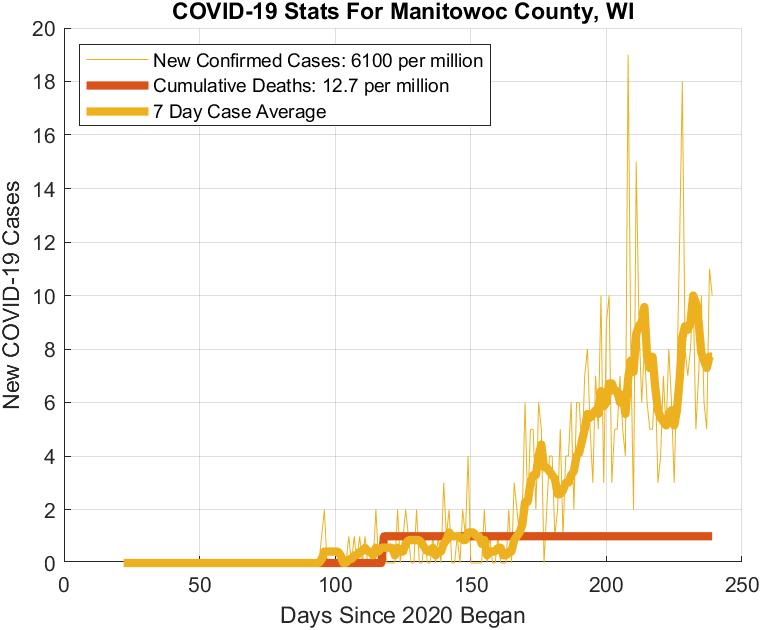 COVID-19 Stats For Manitowoc County, WI
New Confirmed Cases: 6100 per million
Cumulative Deaths: 12.7 per million
7 Day Case Average
New COVID-19 Cases
20
18
16
14
12
10
8
6
4
2
0
0 50 100 150 200 250
Days Since 2020 Began